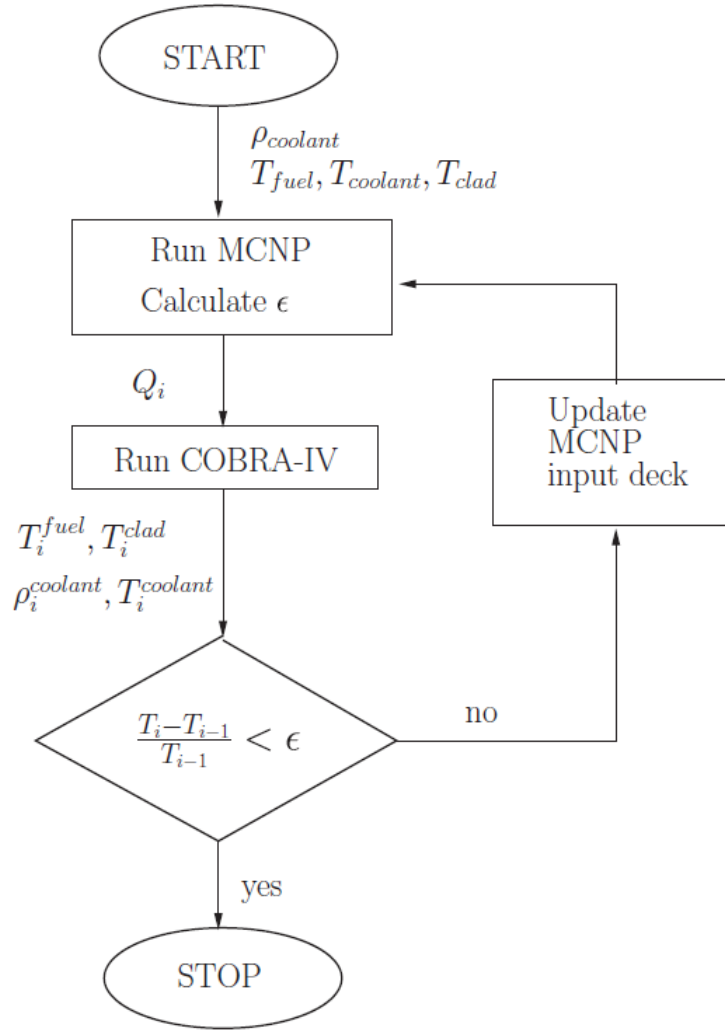 START
ρ_coolant
T_fuel, T_coolant, T_clad
Run MCNP
Calculate ϵ
Q_i
Run COBRA-IV
T_i^fuel, T_i^clad
ρ_i^coolant, T_i^coolant
(T_i−T_{i−1})/T_{i−1} < ϵ
no
Update
MCNP
input deck
yes
STOP